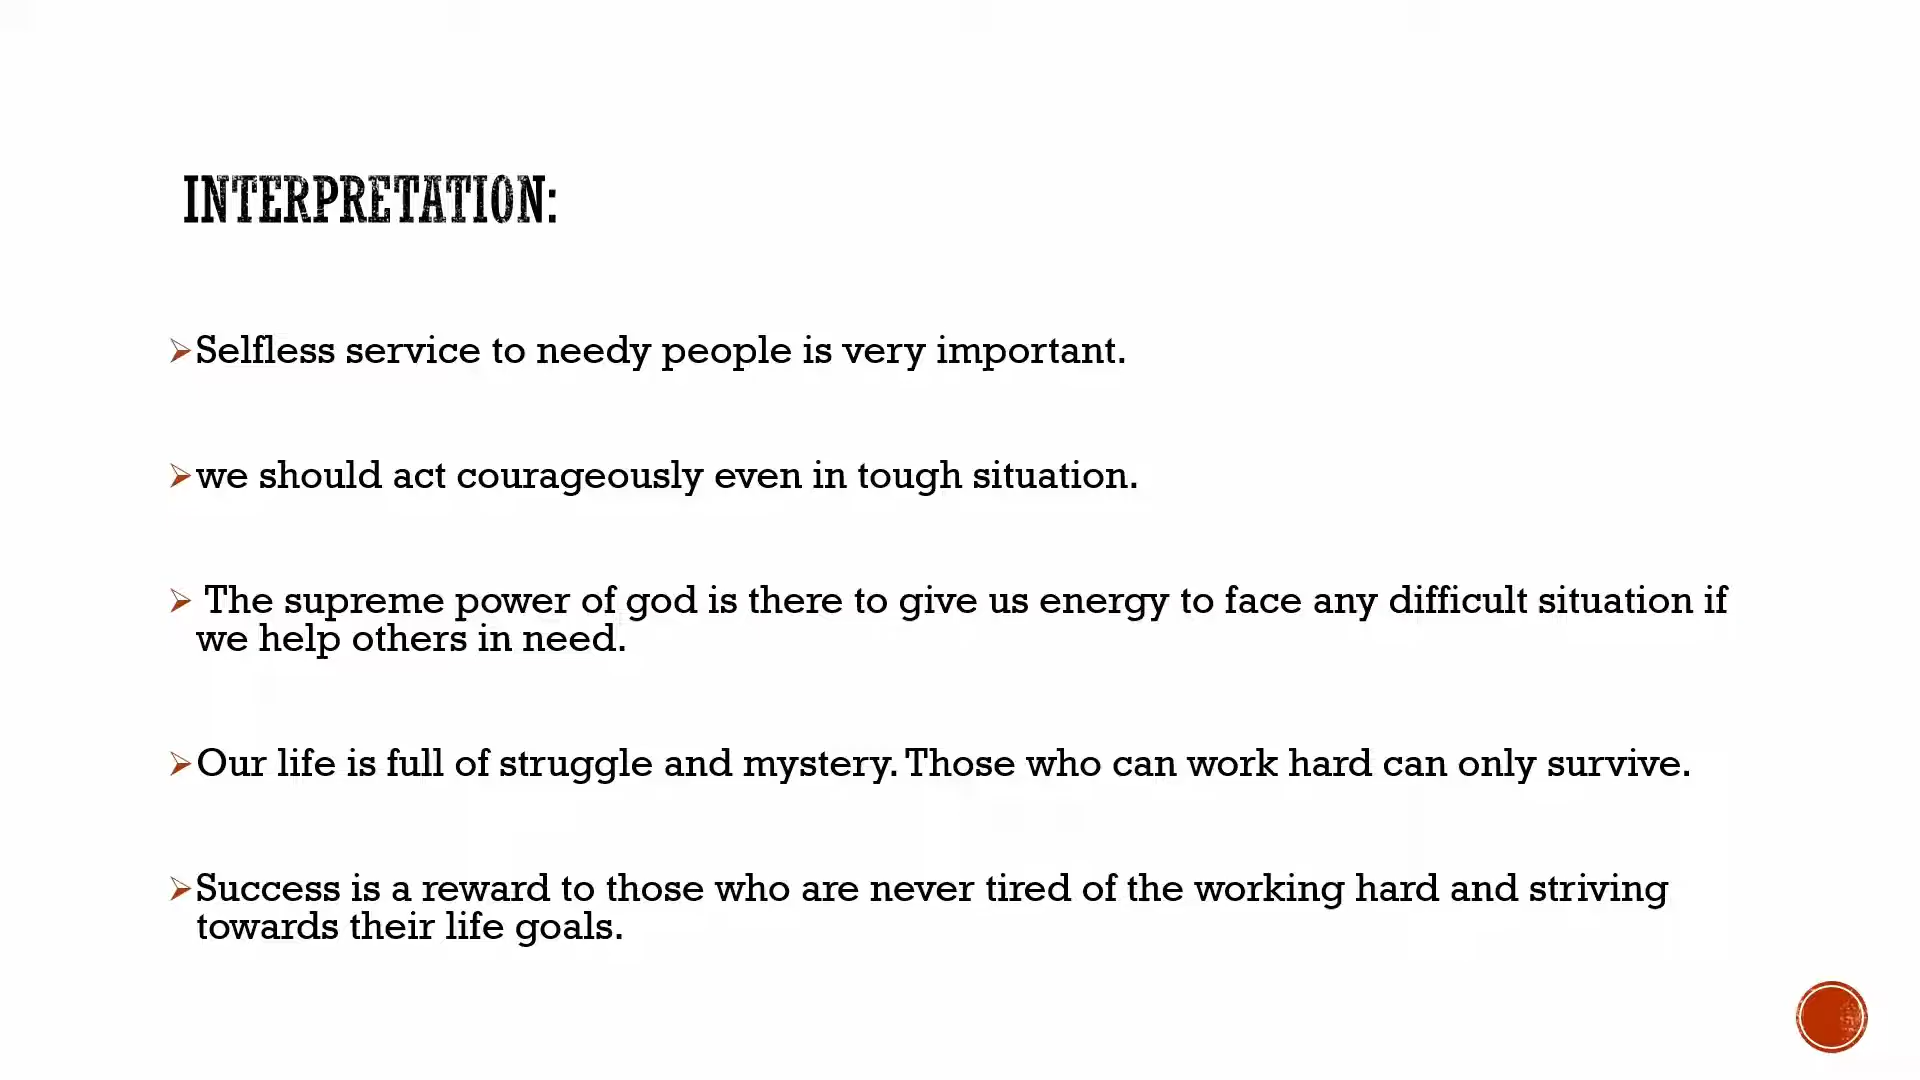 INTERPRETATION:
Selfless service to needy people is very important.
we should act courageously even in tough situation.
The supreme power of god is there to give us energy to face any difficult situation if
we help others in need.
Our life is full of struggle and mystery. Those who can work hard can only survive.
Success is a reward to those who are never tired of the working hard and striving
towards their life goals.